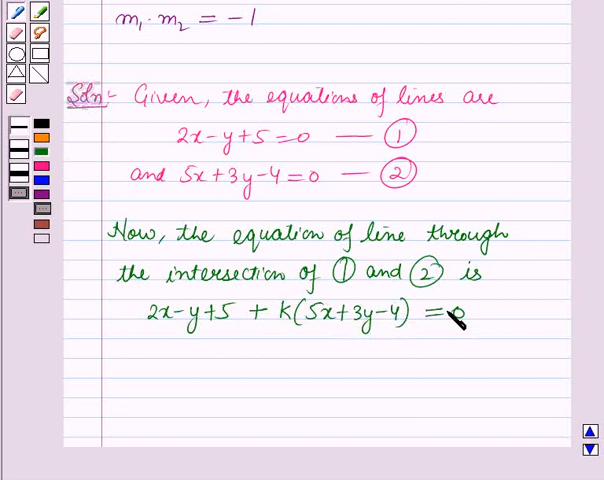 m₁ · m₂ = -1
Soln:- Given, the equations of lines are
2x-y+5=0 — ①
and 5x+3y-4=0 — ②
Now, the equation of line through
the intersection of ① and ② is
2x-y+5 + K(5x+3y-4) = 0